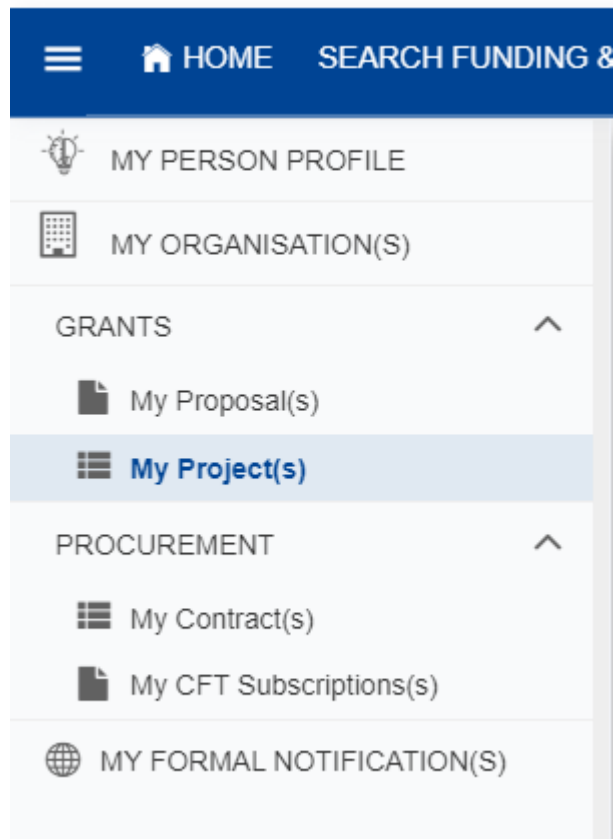 HOME SEARCH FUNDING &
MY PERSON PROFILE
MY ORGANISATION(S)
GRANTS
My Proposal(s)
My Project(s)
PROCUREMENT
My Contract(s)
My CFT Subscriptions(s)
MY FORMAL NOTIFICATION(S)